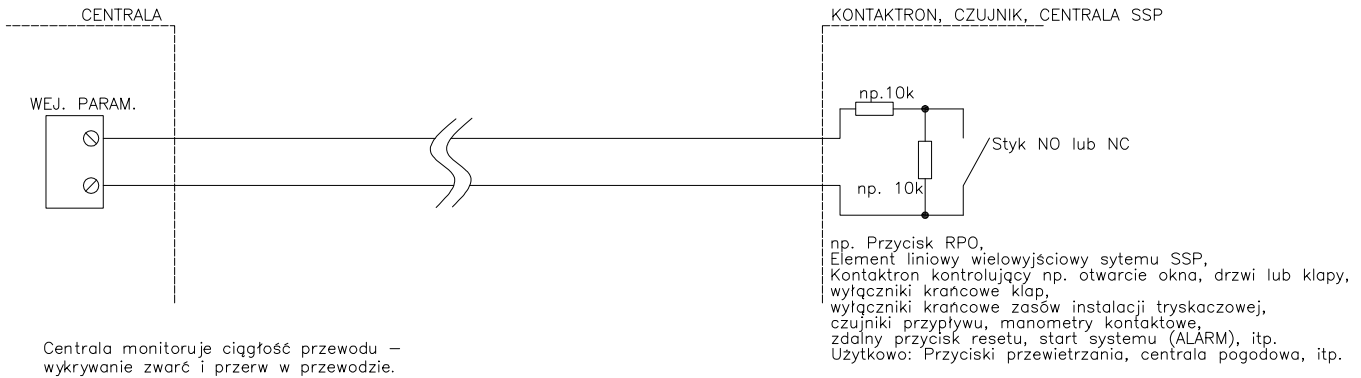 CENTRALA
KONTAKTRON, CZUJNIK, CENTRALA SSP
WEJ. PARAM.
np.10k
Styk NO lub NC
np. 10k
np. Przycisk RPO,
Element liniowy wielowyjściowy sytemu SSP,
Kontaktron kontrolujący np. otwarcie okna, drzwi lub klapy,
wyłączniki krańcowe klap,
wyłączniki krańcowe zasów instalacji tryskaczowej,
czujniki przypływu, manometry kontaktowe,
zdalny przycisk resetu, start systemu (ALARM), itp.
Użytkowo: Przyciski przewietrzania, centrala pogodowa, itp.
Centrala monitoruje ciągłość przewodu –
wykrywanie zwarć i przerw w przewodzie.